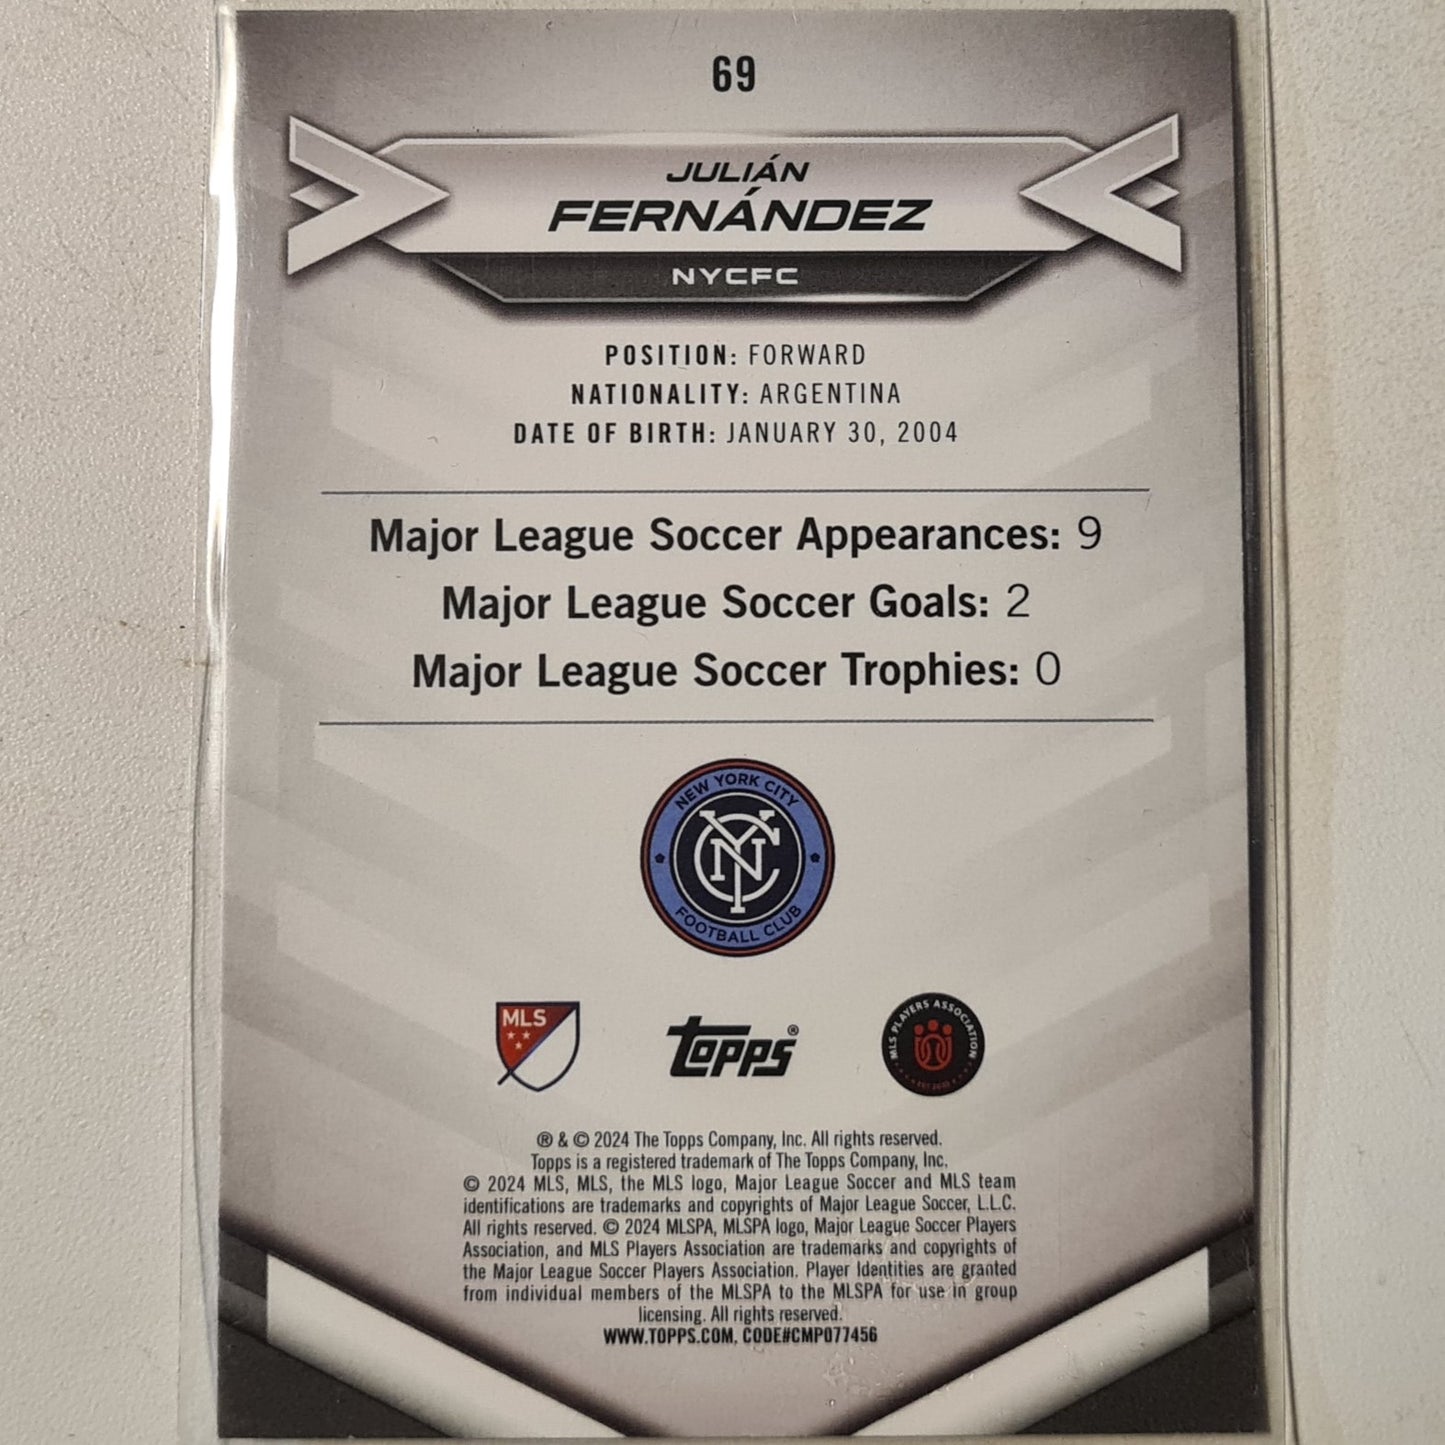 69
JULIÁN
FERNÁNDEZ
NYCFC
POSITION: FORWARD
NATIONALITY: ARGENTINA
DATE OF BIRTH: JANUARY 30, 2004
Major League Soccer Appearances: 9
Major League Soccer Goals: 2
Major League Soccer Trophies: 0
NEW YORK CITY
NYC
FOOTBALL CLUB
MLS
Topps®
MLS PLAYERS ASSOCIATION
® & © 2024 The Topps Company, Inc. All rights reserved.
Topps is a registered trademark of The Topps Company, Inc.
© 2024 MLS, MLS, the MLS logo, Major League Soccer and MLS team
identifications are trademarks and copyrights of Major League Soccer, L.L.C.
All rights reserved. © 2024 MLSPA, MLSPA logo, Major League Soccer Players
Association, and MLS Players Association are trademarks and copyrights of
the Major League Soccer Players Association. Player Identities are granted
from individual members of the MLSPA to the MLSPA for use in group
licensing. All rights reserved.
WWW.TOPPS.COM. CODE#CMP077456